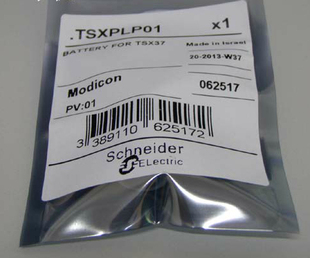 .TSXPLP01 x1
BATTERY FOR TSX37 Made in Israel
20-2013-W37
Modicon 062517
PV:01
3 389110 625172
Schneider
Electric